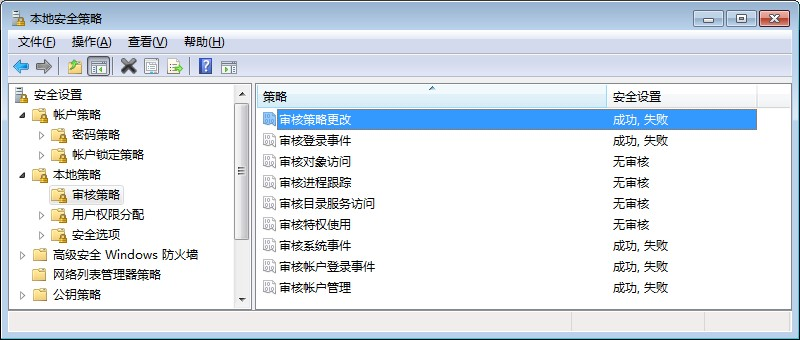 本地安全策略
文件(F) 操作(A) 查看(V) 帮助(H)
安全设置
帐户策略
密码策略
帐户锁定策略
本地策略
审核策略
用户权限分配
安全选项
高级安全 Windows 防火墙
网络列表管理器策略
公钥策略
策略 安全设置
审核策略更改 成功, 失败
审核登录事件 成功, 失败
审核对象访问 无审核
审核进程跟踪 无审核
审核目录服务访问 无审核
审核特权使用 无审核
审核系统事件 成功, 失败
审核帐户登录事件 成功, 失败
审核帐户管理 成功, 失败